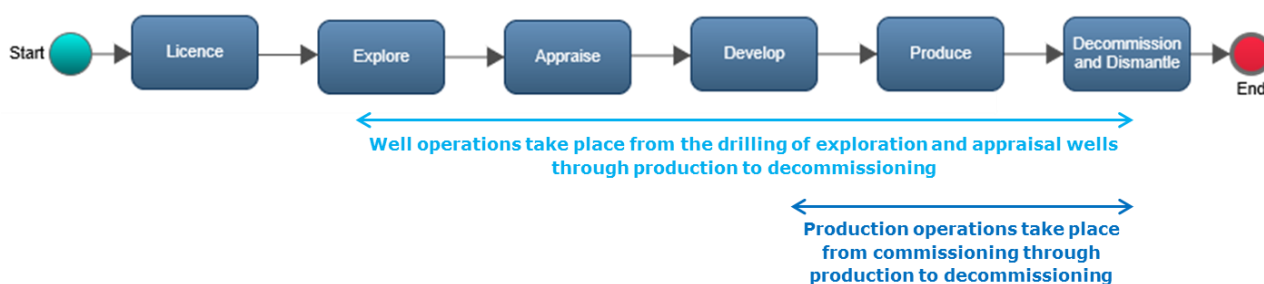 Start
Licence
Explore
Appraise
Develop
Produce
Decommission
and Dismantle
End
Well operations take place from the drilling of exploration and appraisal wells
through production to decommissioning
Production operations take place
from commissioning through
production to decommissioning